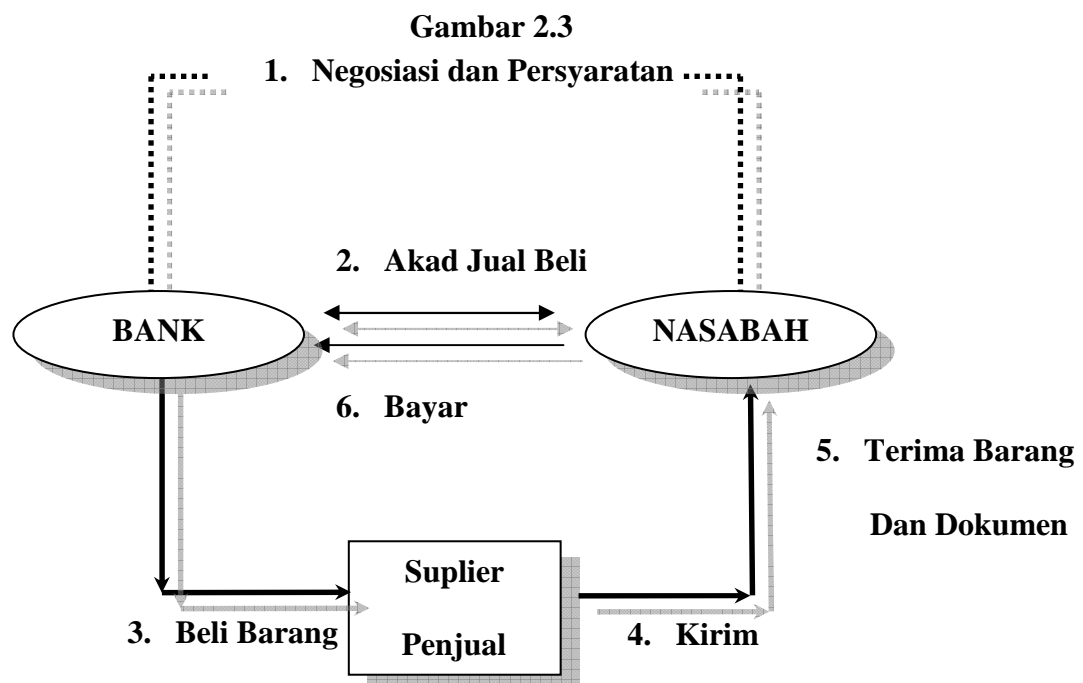 Gambar 2.3
1. Negosiasi dan Persyaratan
2. Akad Jual Beli
BANK
NASABAH
6. Bayar
5. Terima Barang
Dan Dokumen
Suplier
Penjual
3. Beli Barang
4. Kirim